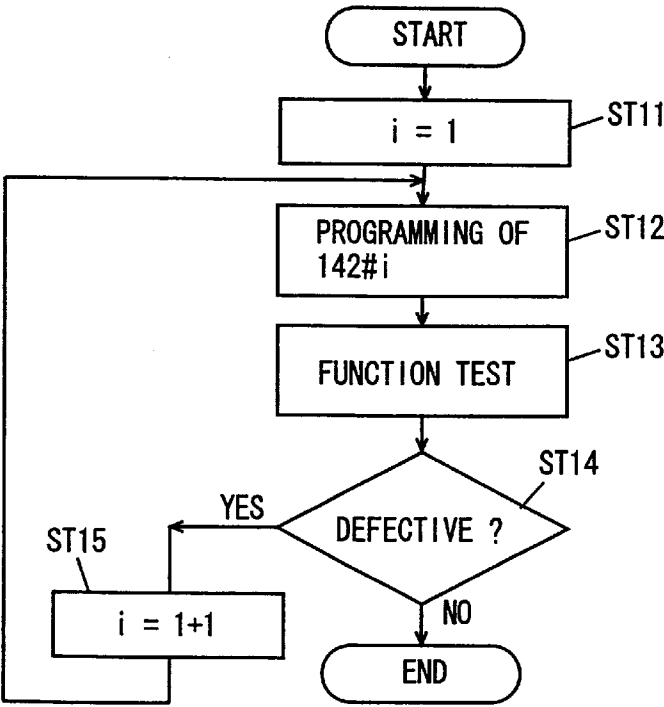 START
i = 1
ST11
PROGRAMMING OF
142#i
ST12
FUNCTION TEST
ST13
DEFECTIVE ?
ST14
YES
NO
ST15
i = 1+1
END